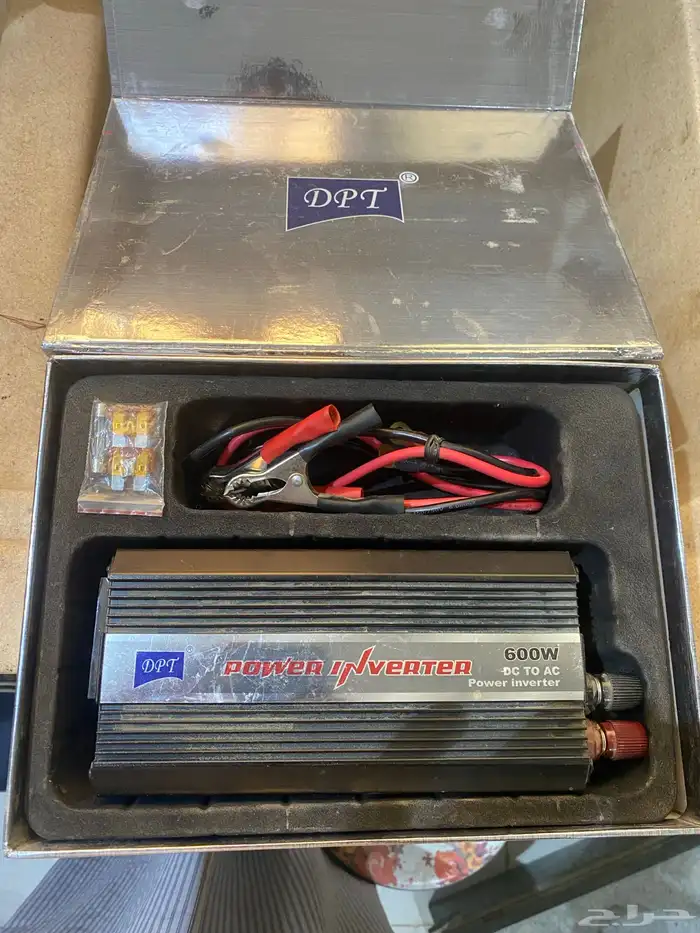 DPT®
DPT
POWER INVERTER
600W
DC TO AC
Power inverter
حراج